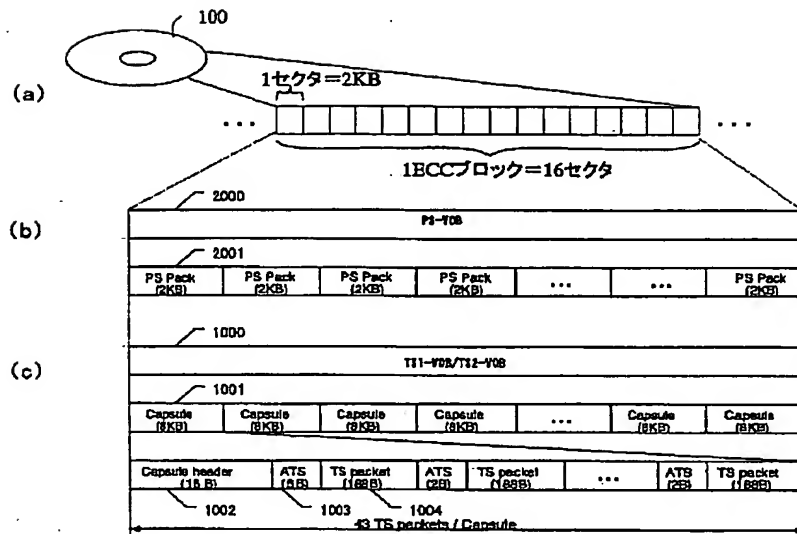 100
(a)
1セクタ=2KB
... ...
1ECCブロック=16セクタ
2000
(b) PS-VOB
2001
PS Pack PS Pack PS Pack PS Pack ... ... PS Pack
(2KB) (2KB) (2KB) (2KB) (2KB)
1000
(c) TS1-VOB/TS2-VOB
1001
Capsule Capsule Capsule Capsule ... Capsule Capsule
(8KB) (8KB) (8KB) (8KB) (8KB) (8KB)
Capsule header ATS TS packet ATS TS packet ... ATS TS packet
(188B) (2B) (188B) (2B) (188B)
1002 1003 1004
43 TS packets / Capsule